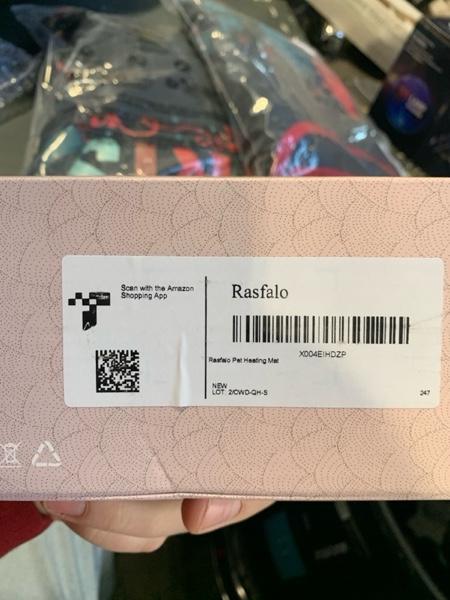 Scan with the Amazon
Shopping App
Rasfalo
X004EIHDZP
Rasfalo Pet Heating Mat
NEW
LOT: 2/CWD-QH-S
247